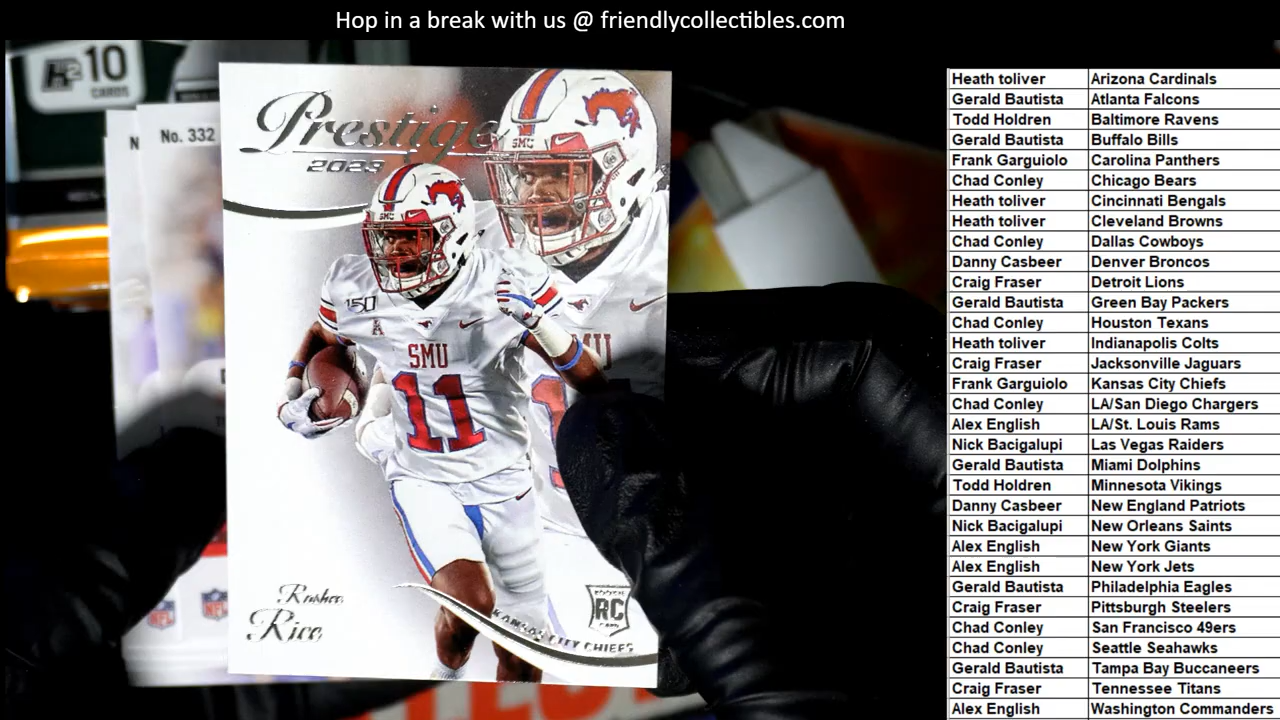 Hop in a break with us @ friendlycollectibles.com
H2 10
CARDS
N
No. 332
Prestige
2023
SMU
SMU
150
A
SMU
11
Rashee
Rice
ROOKIE
RC
CARD
KANSAS CITY CHIEFS
NFL
NFL
Heath toliver Arizona Cardinals
Gerald Bautista Atlanta Falcons
Todd Holdren Baltimore Ravens
Gerald Bautista Buffalo Bills
Frank Garguiolo Carolina Panthers
Chad Conley Chicago Bears
Heath toliver Cincinnati Bengals
Heath toliver Cleveland Browns
Chad Conley Dallas Cowboys
Danny Casbeer Denver Broncos
Craig Fraser Detroit Lions
Gerald Bautista Green Bay Packers
Chad Conley Houston Texans
Heath toliver Indianapolis Colts
Craig Fraser Jacksonville Jaguars
Frank Garguiolo Kansas City Chiefs
Chad Conley LA/San Diego Chargers
Alex English LA/St. Louis Rams
Nick Bacigalupi Las Vegas Raiders
Gerald Bautista Miami Dolphins
Todd Holdren Minnesota Vikings
Danny Casbeer New England Patriots
Nick Bacigalupi New Orleans Saints
Alex English New York Giants
Alex English New York Jets
Gerald Bautista Philadelphia Eagles
Craig Fraser Pittsburgh Steelers
Chad Conley San Francisco 49ers
Chad Conley Seattle Seahawks
Gerald Bautista Tampa Bay Buccaneers
Craig Fraser Tennessee Titans
Alex English Washington Commanders